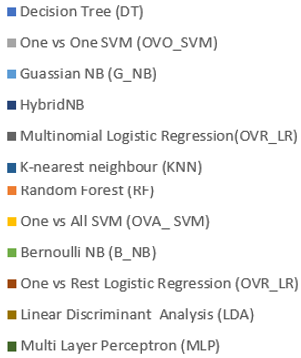 Decision Tree (DT)
One vs One SVM (OVO_SVM)
Guassian NB (G_NB)
HybridNB
Multinomial Logistic Regression(OVR_LR)
K-nearest neighbour (KNN)
Random Forest (RF)
One vs All SVM (OVA_ SVM)
Bernoulli NB (B_NB)
One vs Rest Logistic Regression (OVR_LR)
Linear Discriminant  Analysis (LDA)
Multi Layer Perceptron (MLP)